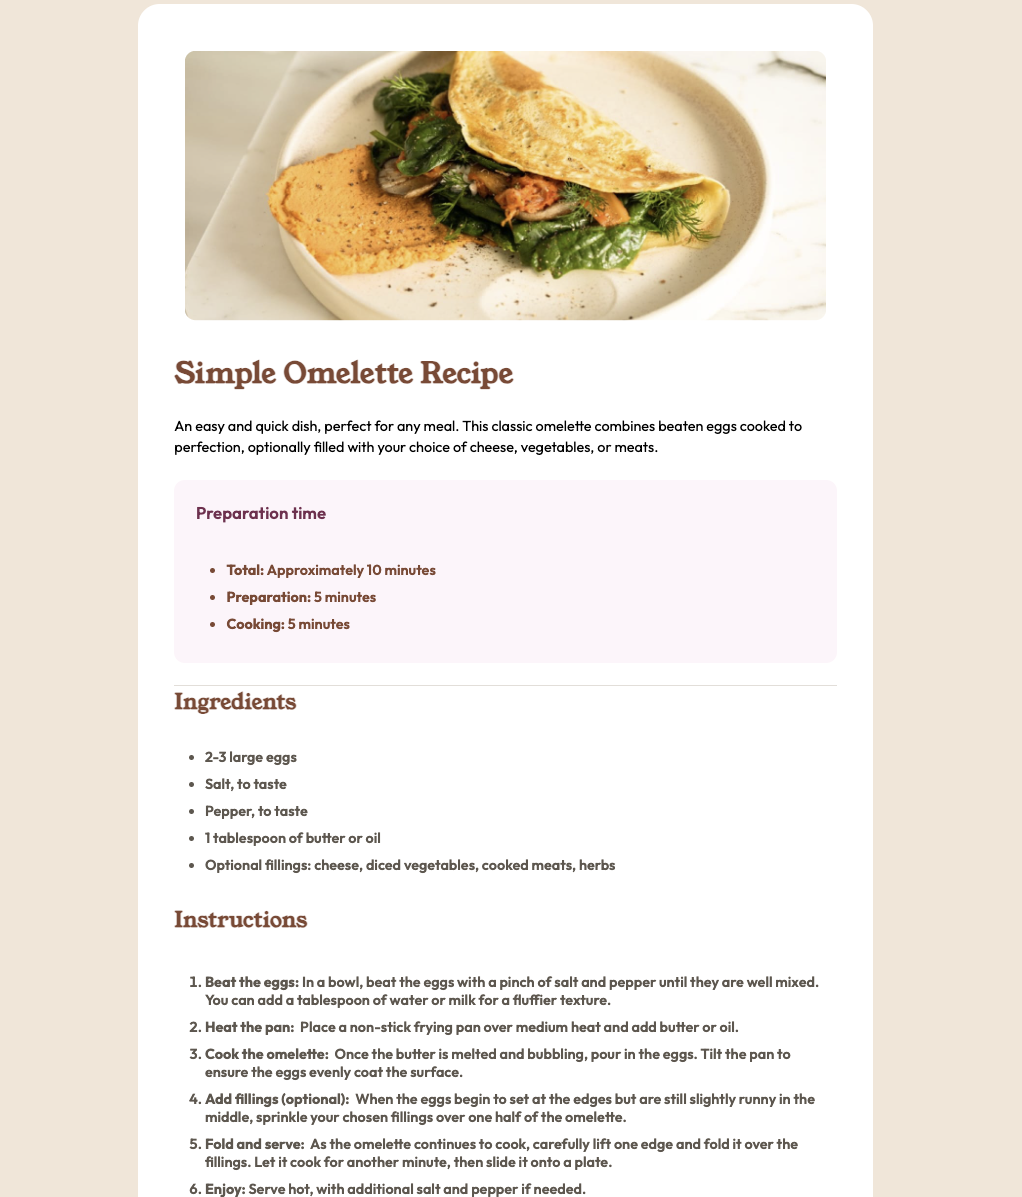 Simple Omelette Recipe
An easy and quick dish, perfect for any meal. This classic omelette combines beaten eggs cooked to
perfection, optionally filled with your choice of cheese, vegetables, or meats.
Preparation time
• Total: Approximately 10 minutes
• Preparation: 5 minutes
• Cooking: 5 minutes
Ingredients
• 2-3 large eggs
• Salt, to taste
• Pepper, to taste
• 1 tablespoon of butter or oil
• Optional fillings: cheese, diced vegetables, cooked meats, herbs
Instructions
1. Beat the eggs: In a bowl, beat the eggs with a pinch of salt and pepper until they are well mixed.
You can add a tablespoon of water or milk for a fluffier texture.
2. Heat the pan: Place a non-stick frying pan over medium heat and add butter or oil.
3. Cook the omelette: Once the butter is melted and bubbling, pour in the eggs. Tilt the pan to
ensure the eggs evenly coat the surface.
4. Add fillings (optional): When the eggs begin to set at the edges but are still slightly runny in the
middle, sprinkle your chosen fillings over one half of the omelette.
5. Fold and serve: As the omelette continues to cook, carefully lift one edge and fold it over the
fillings. Let it cook for another minute, then slide it onto a plate.
6. Enjoy: Serve hot, with additional salt and pepper if needed.